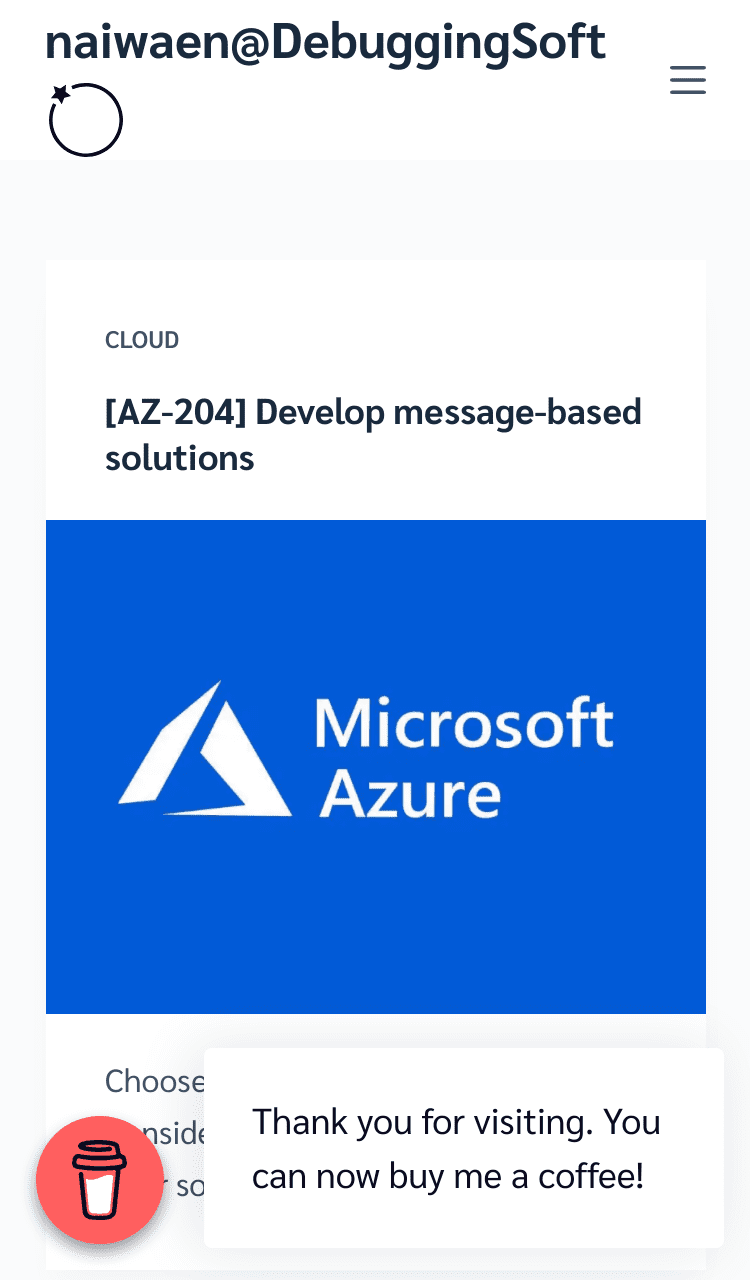 naiwaen@DebuggingSoft
CLOUD
[AZ-204] Develop message-based
solutions
Microsoft
Azure
Choose
Thank you for visiting. You
can now buy me a coffee!